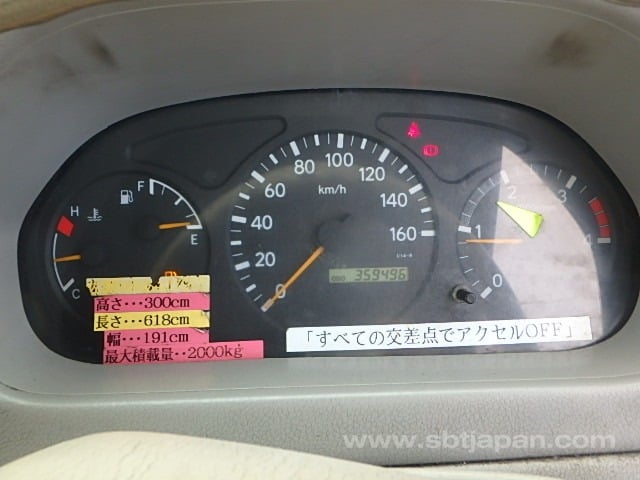 80 100 120
60 140
40 160
20
0
km/h
ODO 359496
H F
C E
0 1 2 3 4
高さ・・・300cm
長さ・・・618cm
幅・・・191cm
最大積載量・・2000kg
「すべての交差点でアクセルOFF」
www.sbtjapan.com